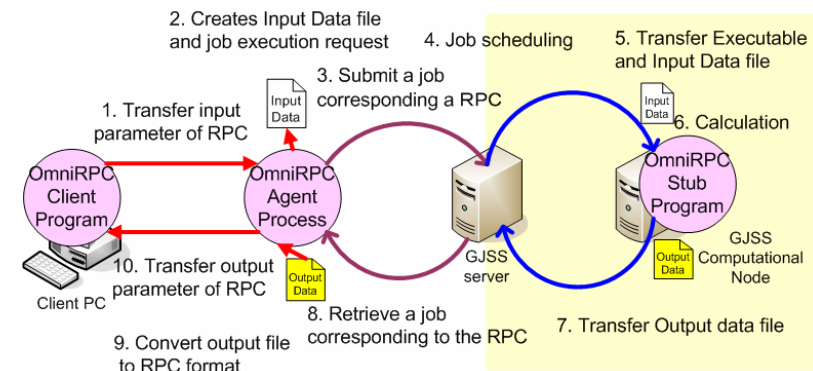 2. Creates Input Data file
and job execution request
4. Job scheduling
5. Transfer Executable
and Input Data file
3. Submit a job
corresponding a RPC
Input
Data
Input
Data
1. Transfer input
parameter of RPC
6. Calculation
OmniRPC
Client
Program
OmniRPC
Agent
Process
OmniRPC
Stub
Program
GJSS
server
GJSS
Computational
Node
Output
Data
Client PC
10. Transfer output
parameter of RPC
Output
Data
8. Retrieve a job
corresponding to the RPC
7. Transfer Output data file
9. Convert output file
to RPC format